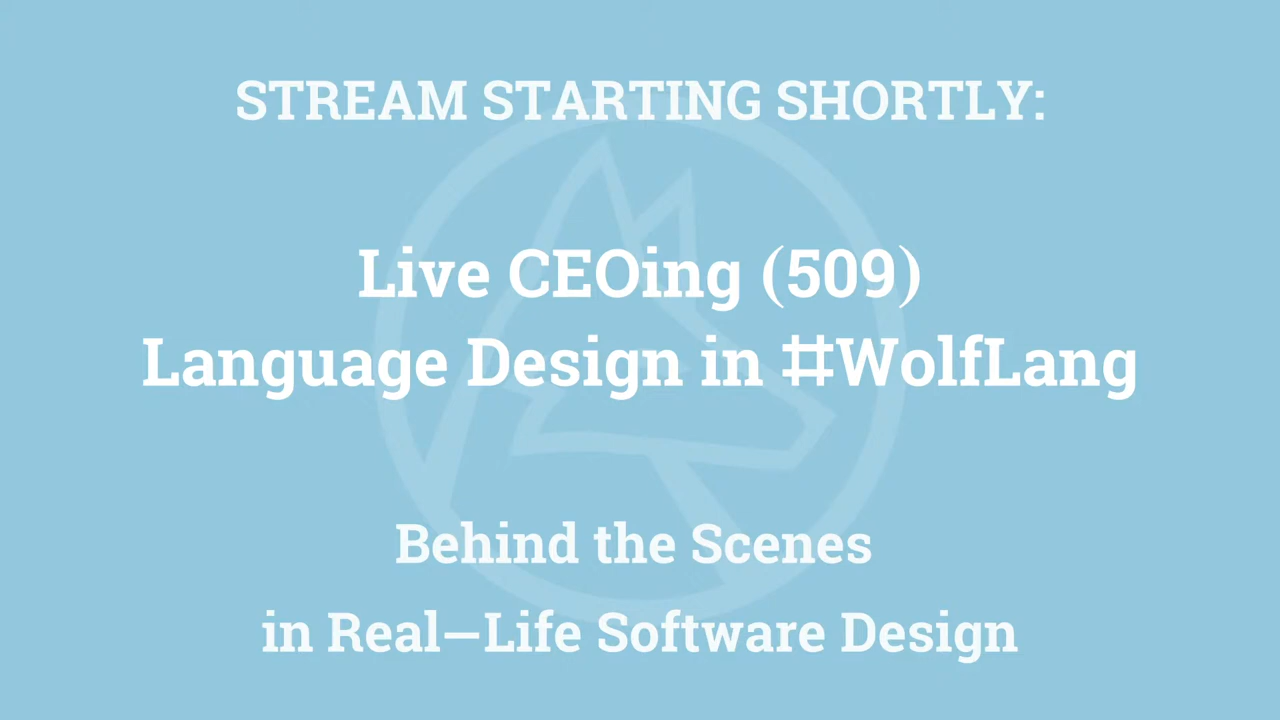 STREAM STARTING SHORTLY:
Live CEOing (509)
Language Design in #WolfLang
Behind the Scenes
in Real—Life Software Design